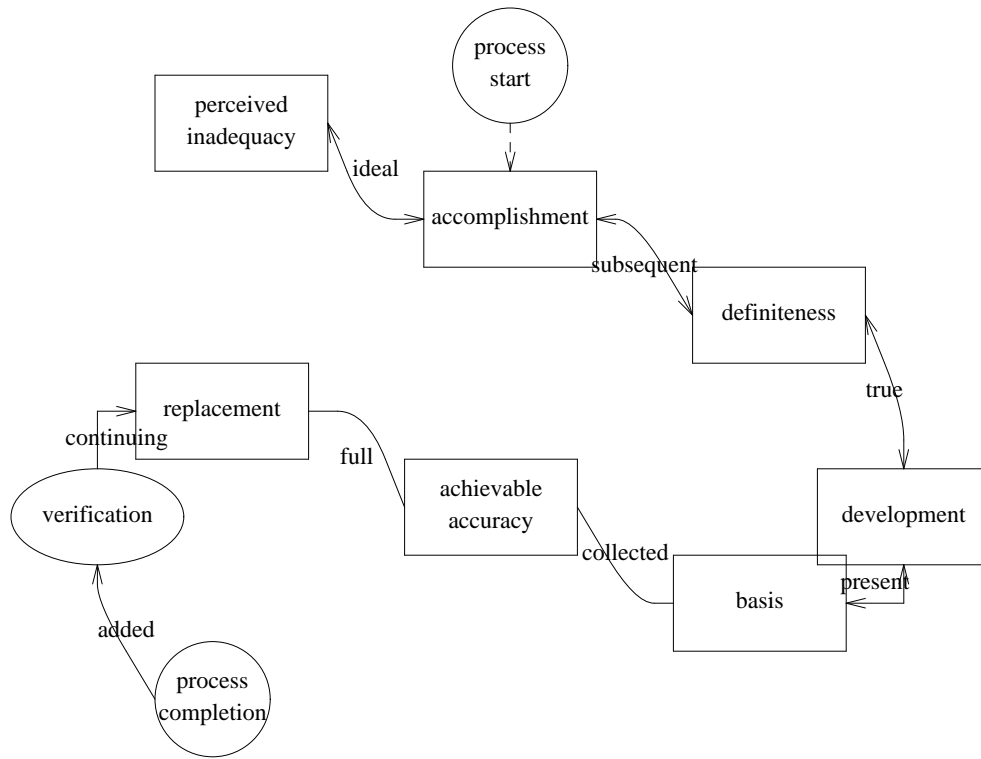 process
start
perceived
inadequacy
ideal
accomplishment
subsequent
definiteness
true
replacement
continuing
full
achievable
accuracy
verification
development
collected
present
basis
added
process
completion